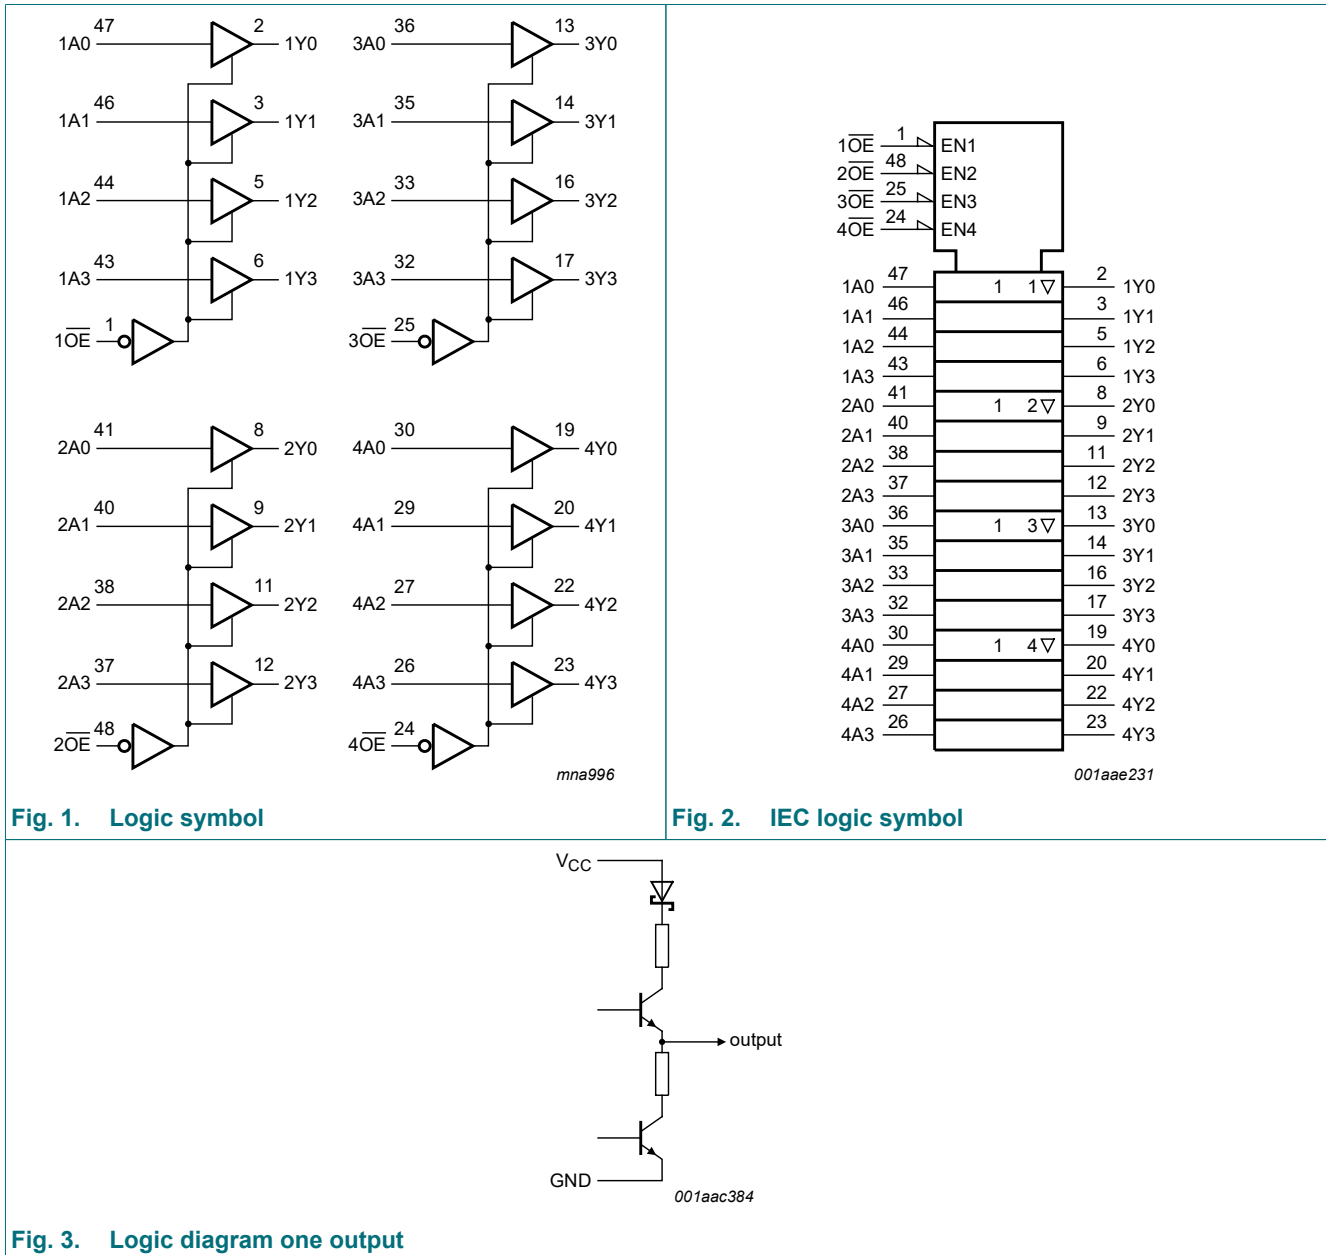 47 2
1A0 1Y0
46 3
1A1 1Y1
44 5
1A2 1Y2
43 6
1A3 1Y3
1
1O̅E̅
36 13
3A0 3Y0
35 14
3A1 3Y1
33 16
3A2 3Y2
32 17
3A3 3Y3
25
3O̅E̅
41 8
2A0 2Y0
40 9
2A1 2Y1
38 11
2A2 2Y2
37 12
2A3 2Y3
48
2O̅E̅
30 19
4A0 4Y0
29 20
4A1 4Y1
27 22
4A2 4Y2
26 23
4A3 4Y3
24
4O̅E̅
mna996
Fig. 1. Logic symbol
1O̅E̅ 1 EN1
2O̅E̅ 48 EN2
3O̅E̅ 25 EN3
4O̅E̅ 24 EN4
1A0 47 1 1▽ 2 1Y0
1A1 46 3 1Y1
1A2 44 5 1Y2
1A3 43 6 1Y3
2A0 41 1 2▽ 8 2Y0
2A1 40 9 2Y1
2A2 38 11 2Y2
2A3 37 12 2Y3
3A0 36 1 3▽ 13 3Y0
3A1 35 14 3Y1
3A2 33 16 3Y2
3A3 32 17 3Y3
4A0 30 1 4▽ 19 4Y0
4A1 29 20 4Y1
4A2 27 22 4Y2
4A3 26 23 4Y3
001aae231
Fig. 2. IEC logic symbol
VCC
output
GND
001aac384
Fig. 3. Logic diagram one output